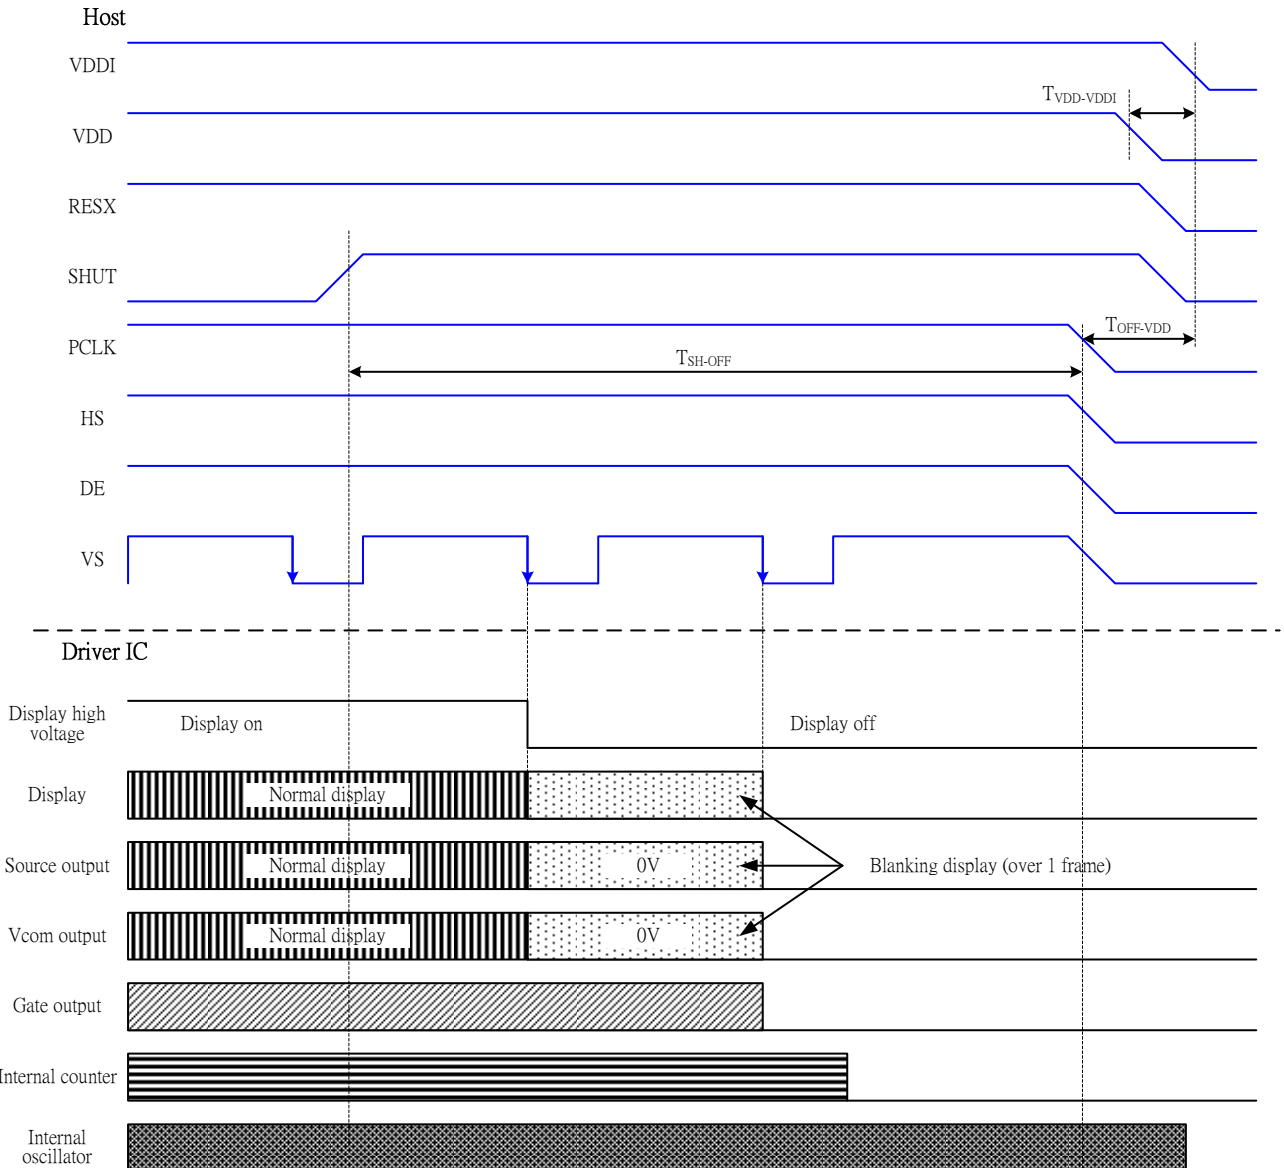 Host
VDDI
TVDD-VDDI
VDD
RESX
SHUT
PCLK
TOFF-VDD
TSH-OFF
HS
DE
VS
Driver IC
Display high
voltage
Display on
Display off
Display
Normal display
Source output
Normal display
0V
Blanking display (over 1 frame)
Vcom output
Normal display
0V
Gate output
Internal counter
Internal
oscillator